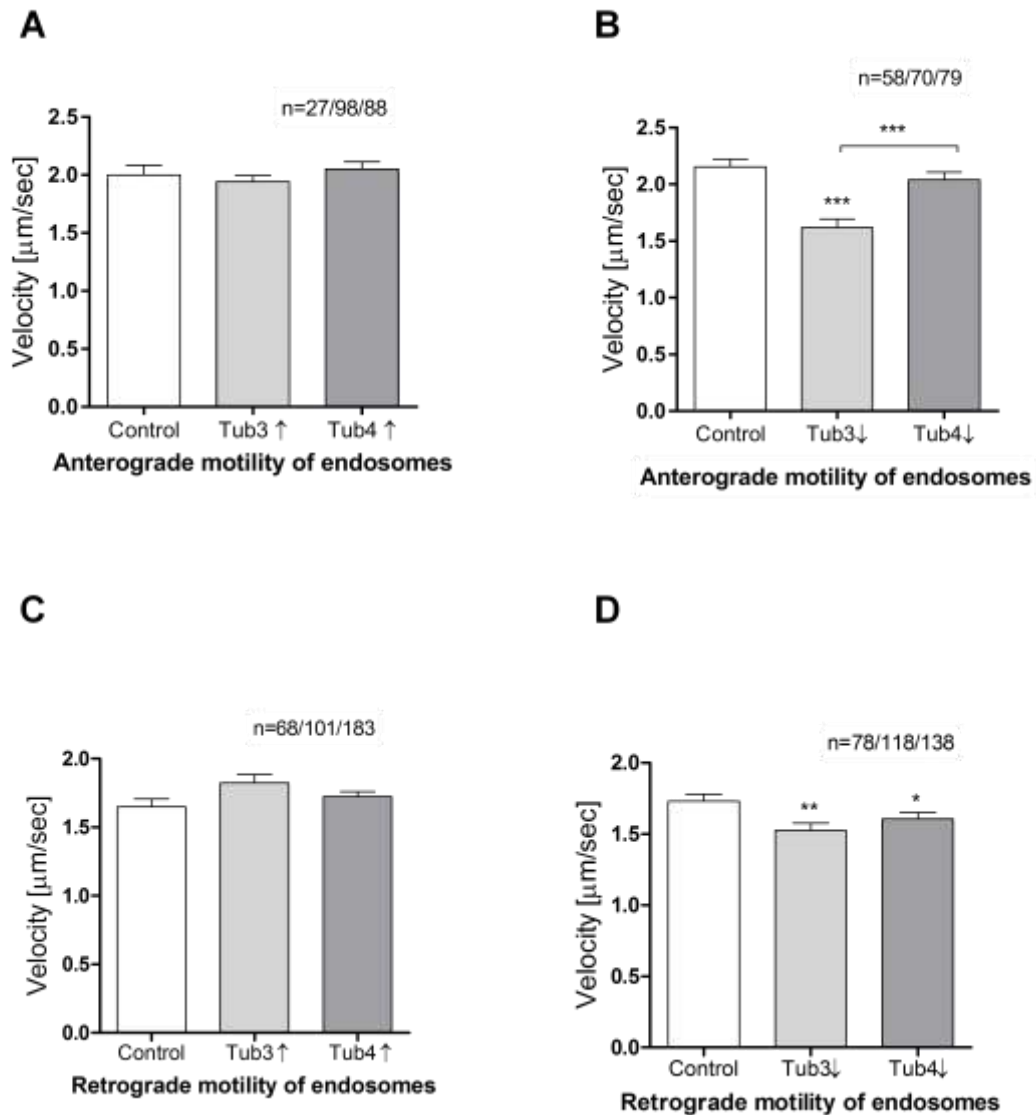 A
n=27/98/88
2.5
2.0
1.5
1.0
0.5
0.0
Velocity [µm/sec]
Control Tub3 ↑ Tub4 ↑
Anterograde motility of endosomes
B
n=58/70/79
2.5
2.0
1.5
1.0
0.5
0.0
Velocity [µm/sec]
***
***
Control Tub3↓ Tub4↓
Anterograde motility of endosomes
C
n=68/101/183
2.0
1.5
1.0
0.5
0.0
Velocity [µm/sec]
Control Tub3 ↑ Tub4 ↑
Retrograde motility of endosomes
D
n=78/118/138
2.0
1.5
1.0
0.5
0.0
Velocity [µm/sec]
** *
Control Tub3↓ Tub4↓
Retrograde motility of endosomes